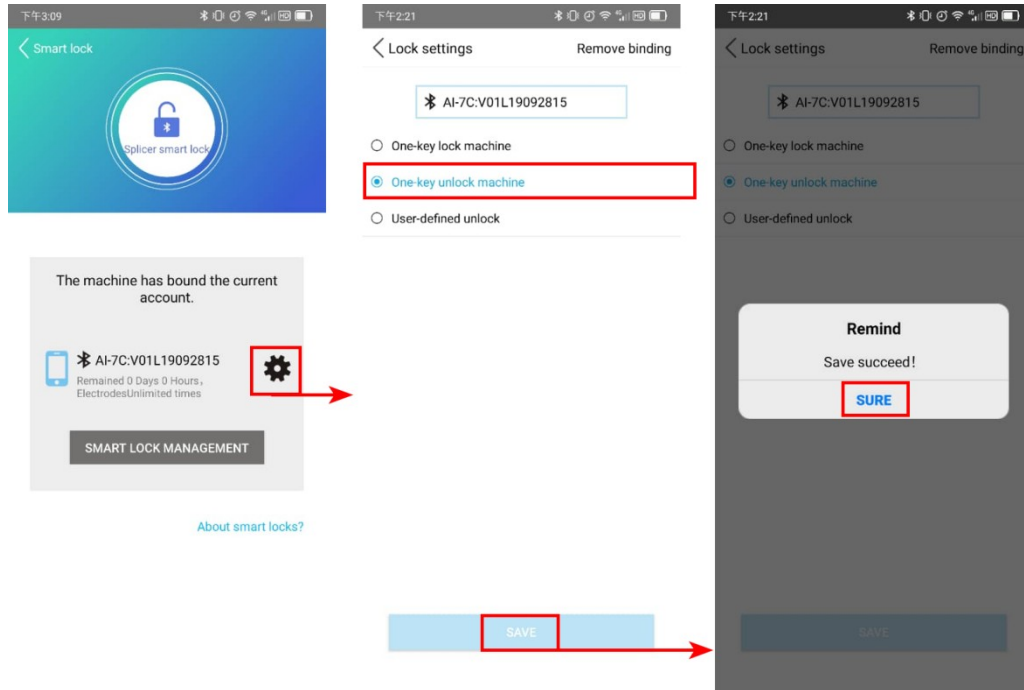 下午3:09
Smart lock
Splicer smart lock
The machine has bound the current
account.
AI-7C:V01L19092815
Remained 0 Days 0 Hours,
ElectrodesUnlimited times
SMART LOCK MANAGEMENT
About smart locks?
下午2:21
Lock settings
Remove binding
AI-7C:V01L19092815
One-key lock machine
One-key unlock machine
User-defined unlock
SAVE
下午2:21
Lock settings
Remove binding
AI-7C:V01L19092815
One-key lock machine
One-key unlock machine
User-defined unlock
Remind
Save succeed!
SURE
SAVE